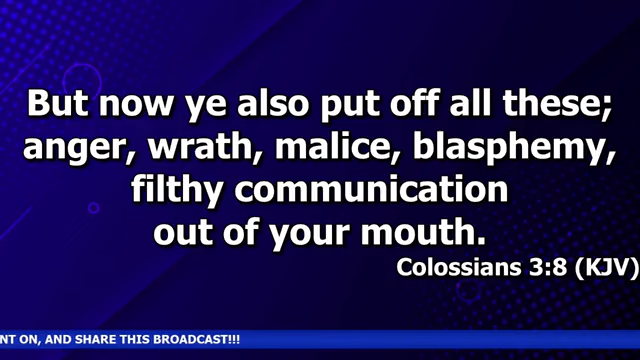 But now ye also put off all these;
anger, wrath, malice, blasphemy,
filthy communication
out of your mouth.
Colossians 3:8 (KJV)
NT ON, AND SHARE THIS BROADCAST!!!